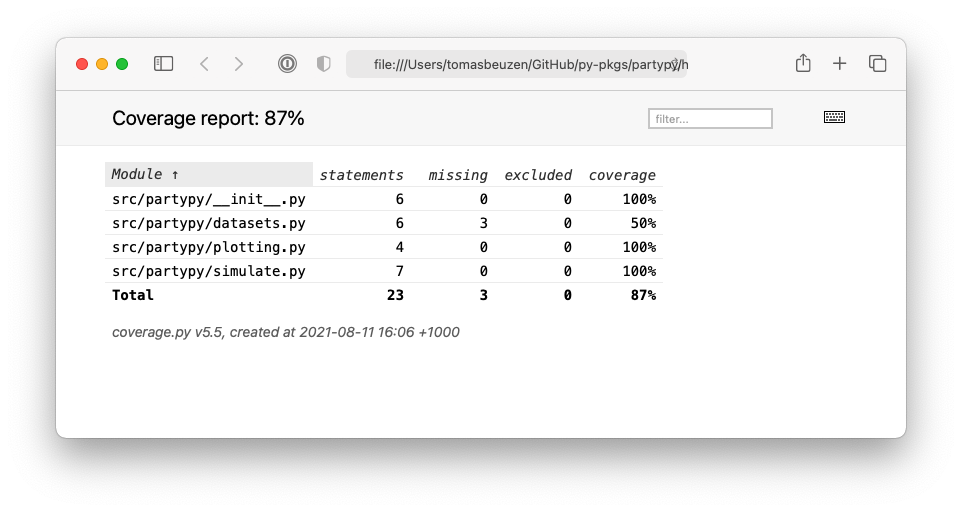 file:///Users/tomasbeuzen/GitHub/py-pkgs/partypy/h
Coverage report: 87%
filter...
Module ↑ statements missing excluded coverage
src/partypy/__init__.py 6 0 0 100%
src/partypy/datasets.py 6 3 0 50%
src/partypy/plotting.py 4 0 0 100%
src/partypy/simulate.py 7 0 0 100%
Total 23 3 0 87%
coverage.py v5.5, created at 2021-08-11 16:06 +1000